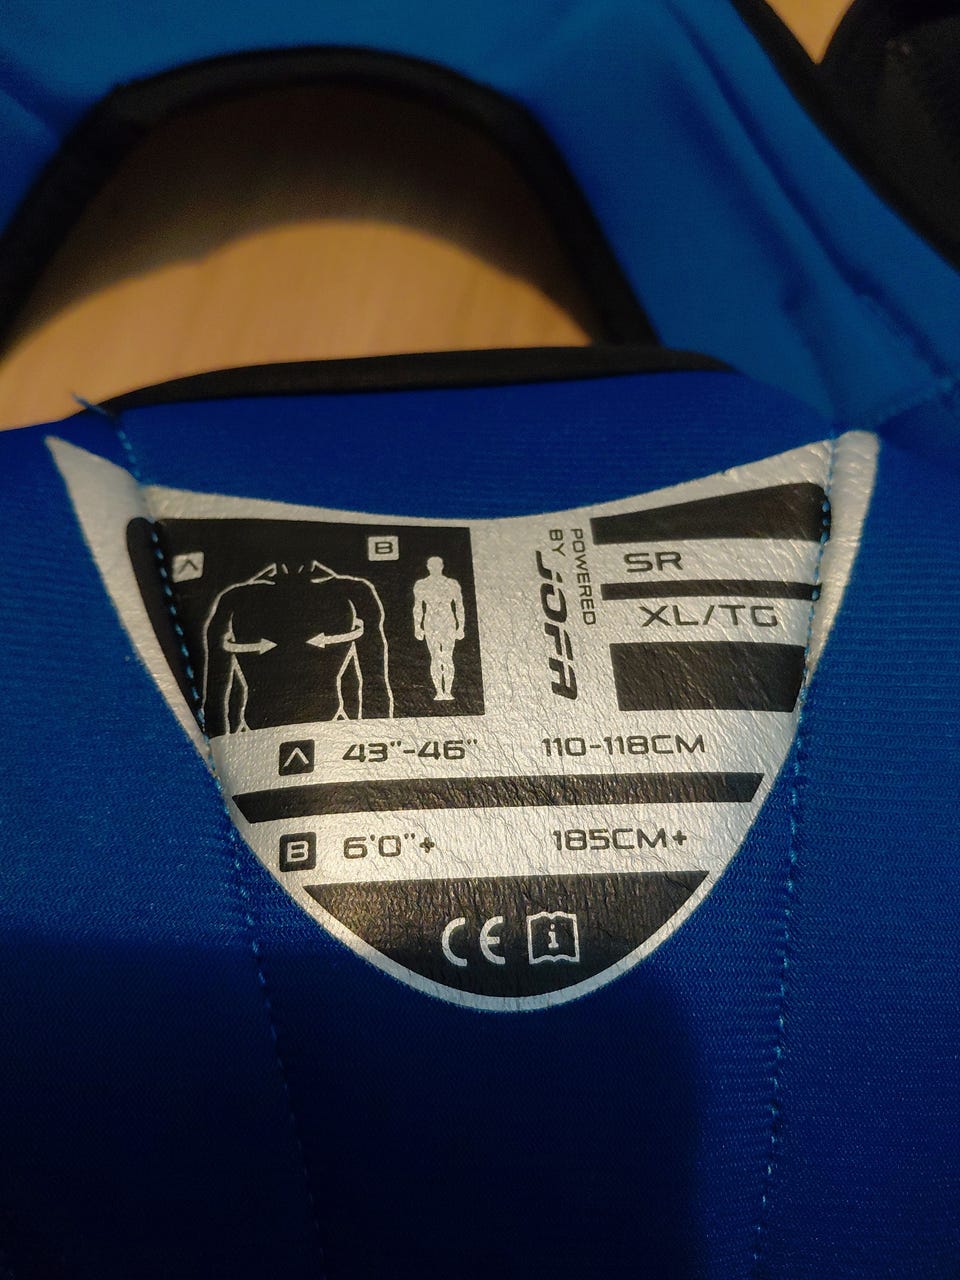 A
B
POWERED
BY JOFA
SR
XL/TG
A 43"-46" 110-118CM
B 6'0"+ 185CM+
CE i